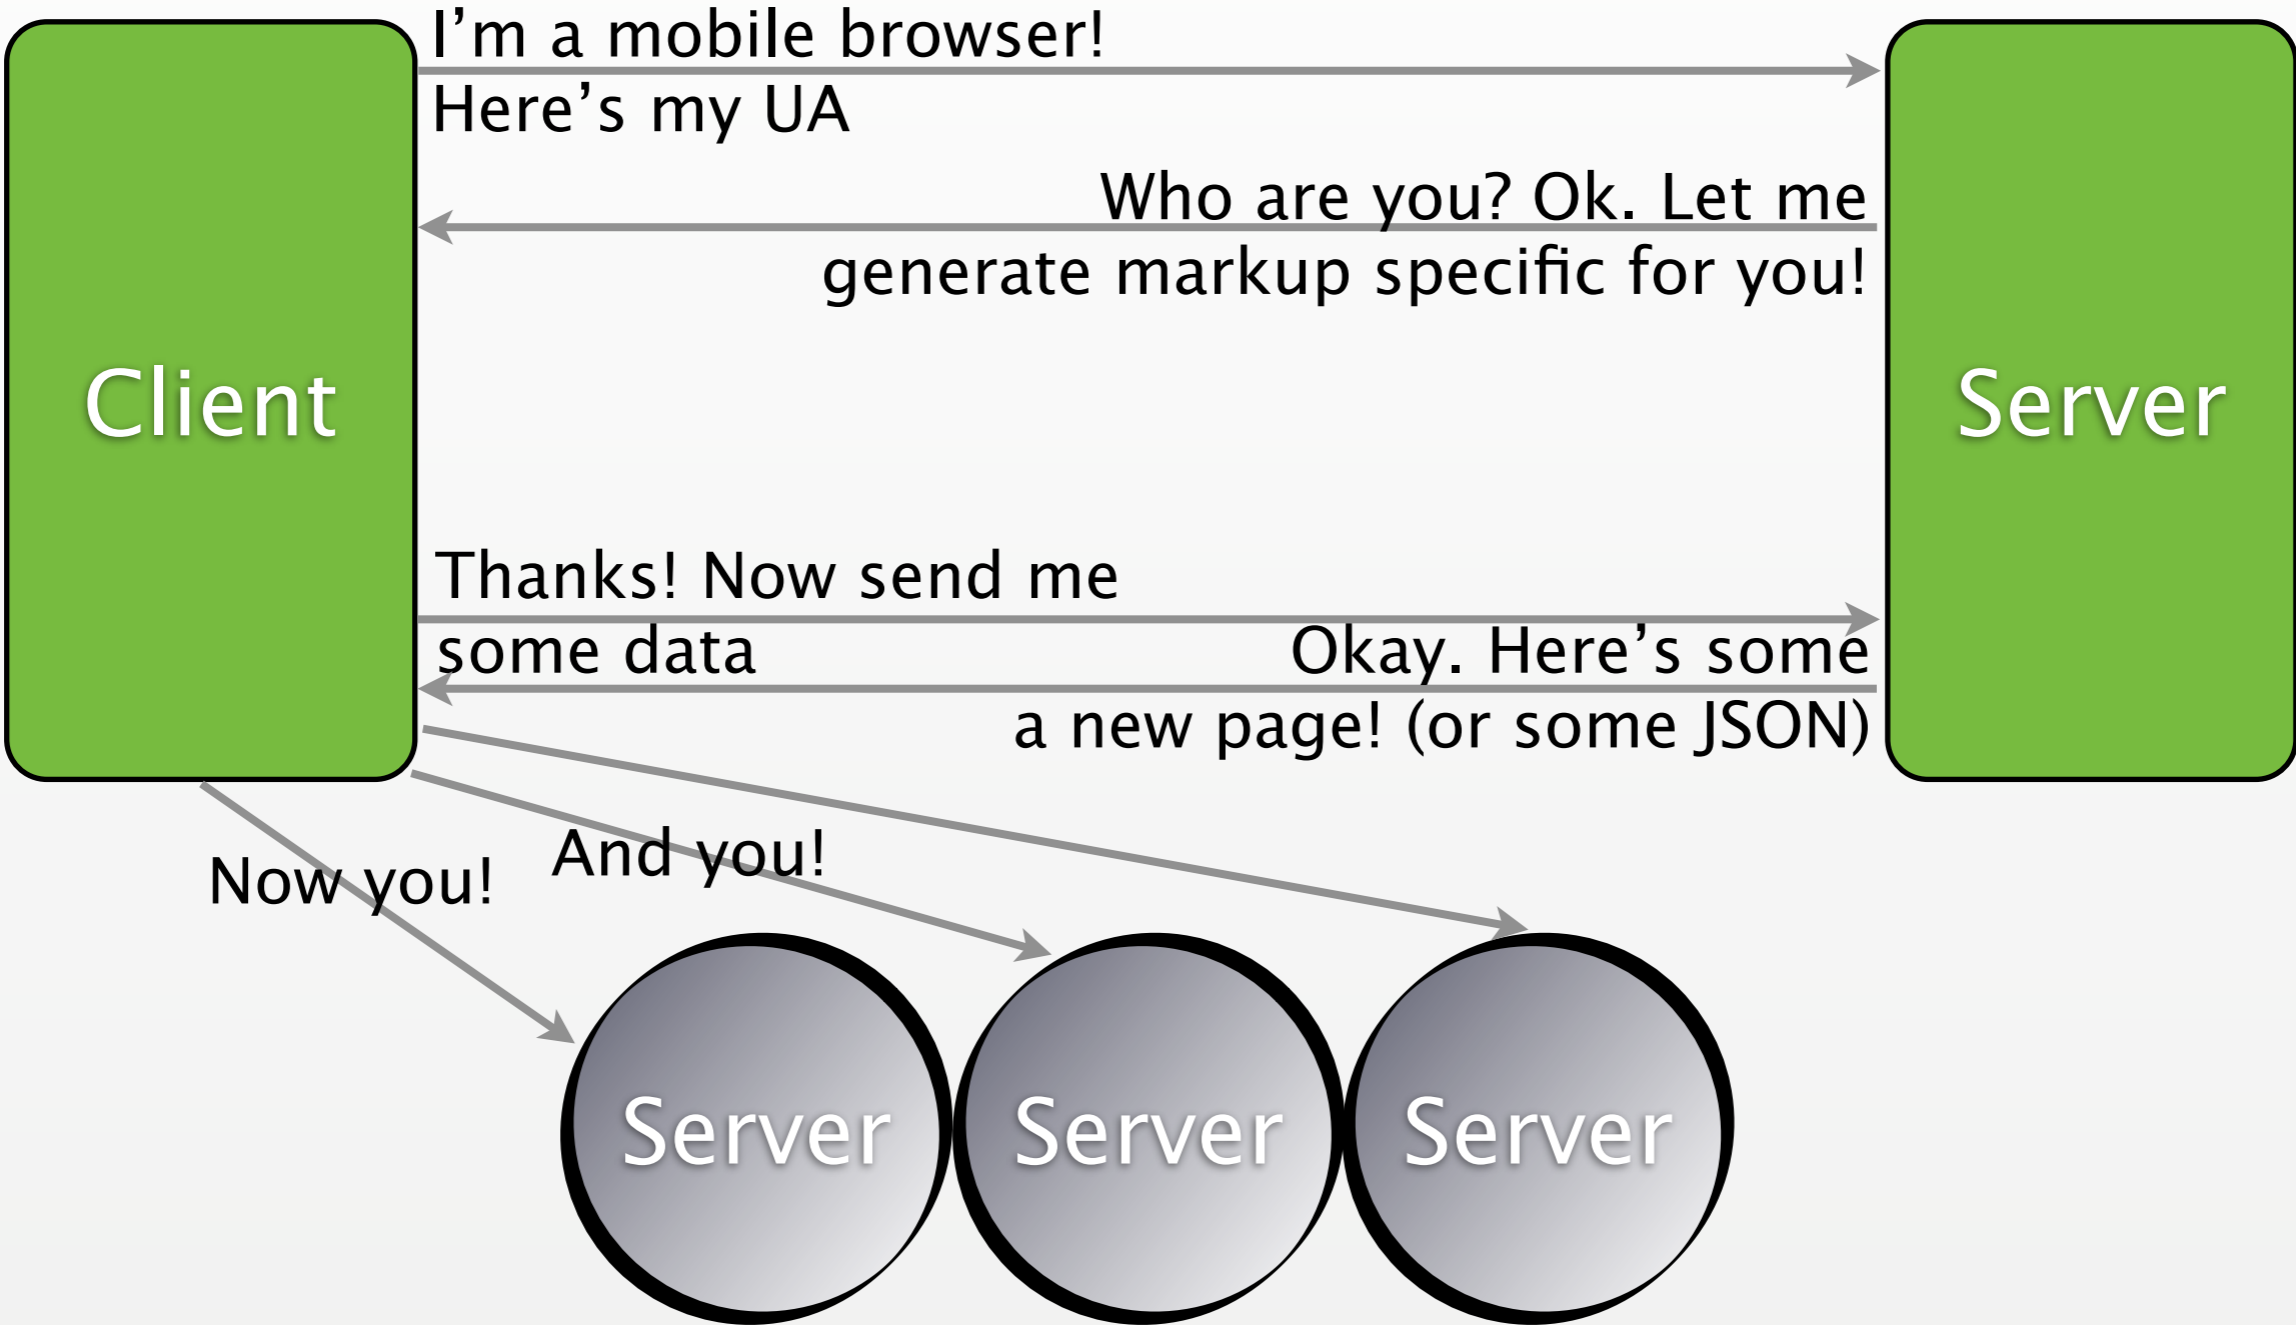 I’m a mobile browser!
Here’s my UA
Who are you? Ok. Let me
generate markup specific for you!
Client
Server
Thanks! Now send me
some data
Okay. Here’s some
a new page! (or some JSON)
Now you!
And you!
Server
Server
Server